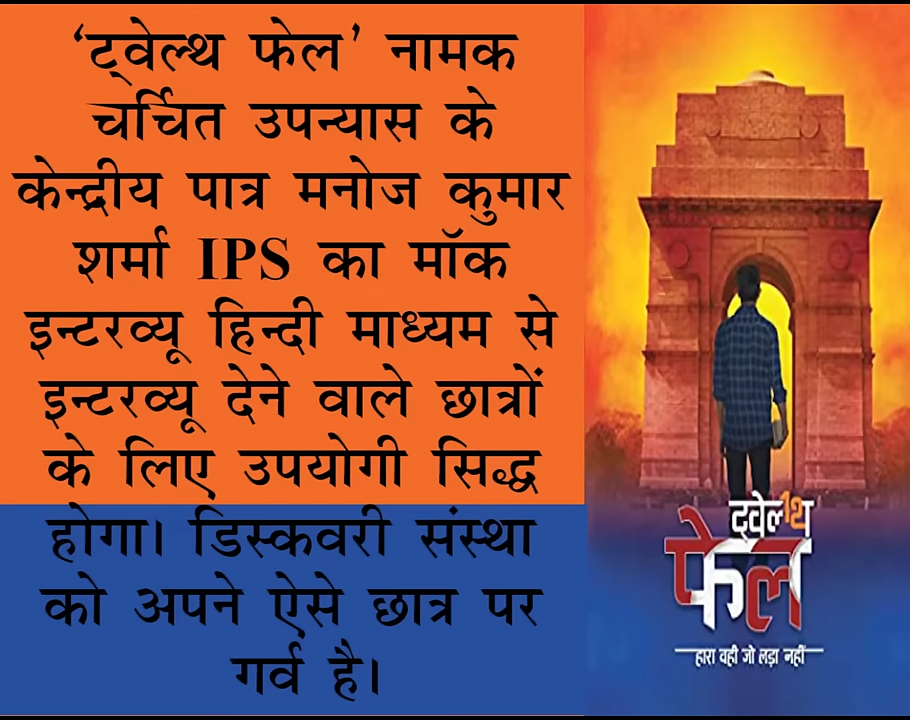 ‘ट्वेल्थ फेल’ नामक
चर्चित उपन्यास के
केन्द्रीय पात्र मनोज कुमार
शर्मा IPS का मॉक
इन्टरव्यू हिन्दी माध्यम से
इन्टरव्यू देने वाले छात्रों
के लिए उपयोगी सिद्ध
होगा। डिस्कवरी संस्था
को अपने ऐसे छात्र पर
गर्व है।
ट्वेल्थ
फेल
हारा वही जो लड़ा नहीं